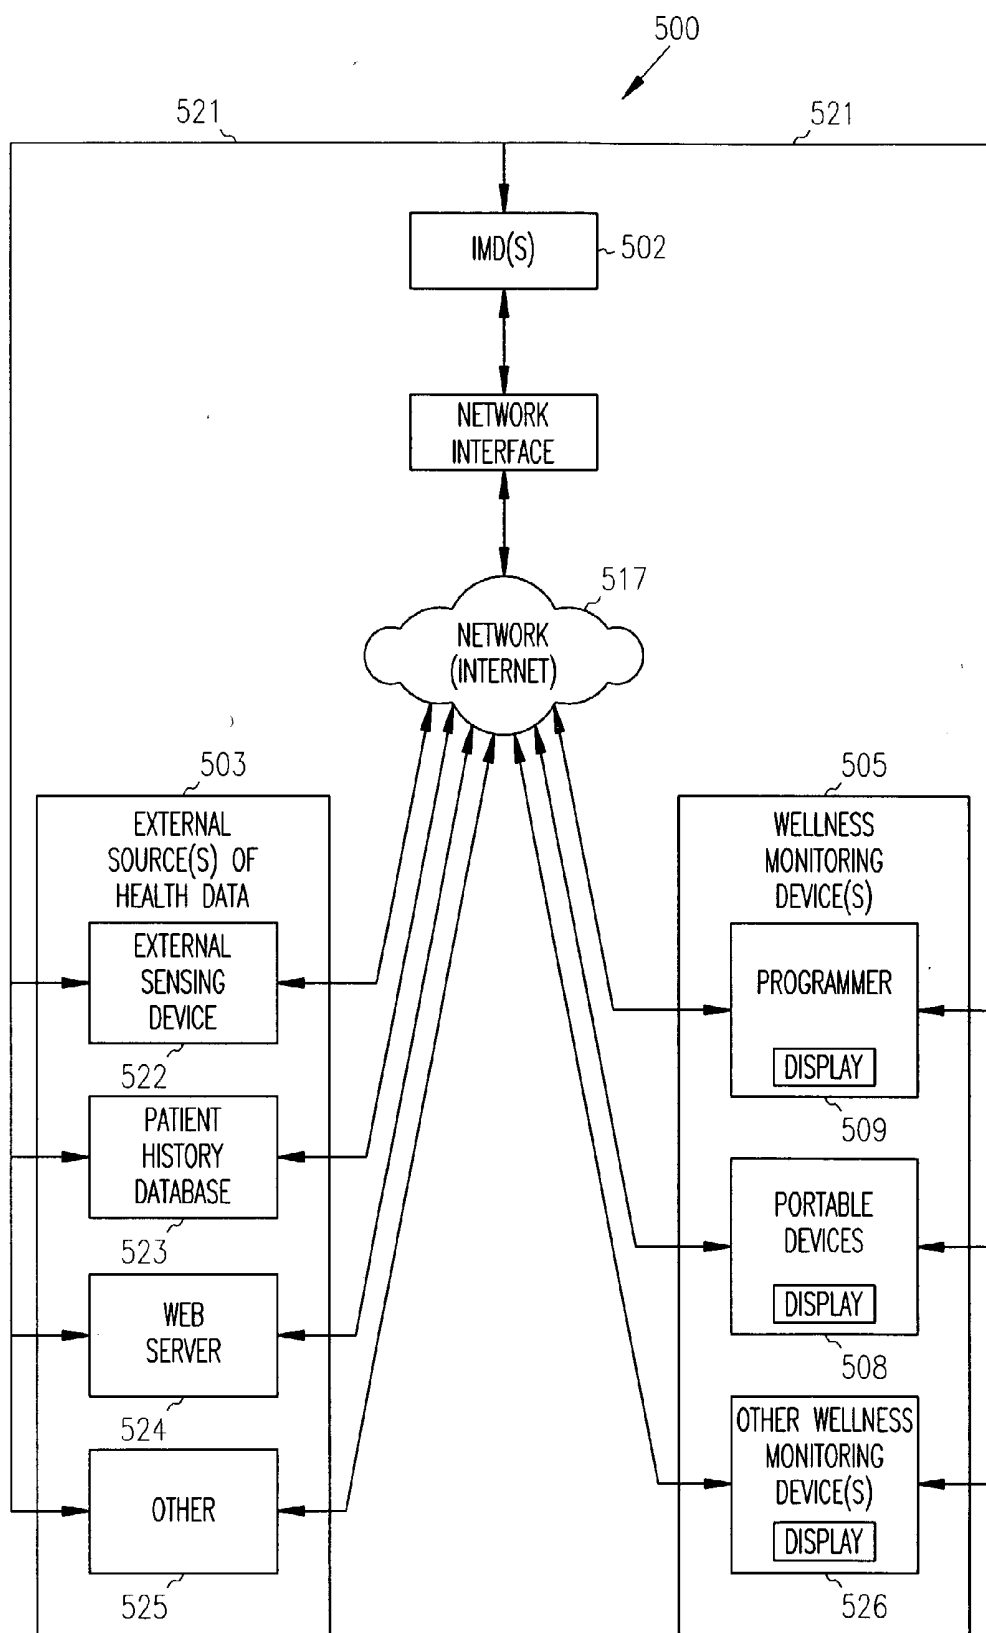 500
521
521
IMD(S)
502
NETWORK
INTERFACE
517
NETWORK
(INTERNET)
503
EXTERNAL
SOURCE(S) OF
HEALTH DATA
EXTERNAL
SENSING
DEVICE
522
PATIENT
HISTORY
DATABASE
523
WEB
SERVER
524
OTHER
525
505
WELLNESS
MONITORING
DEVICE(S)
PROGRAMMER
DISPLAY
509
PORTABLE
DEVICES
DISPLAY
508
OTHER WELLNESS
MONITORING
DEVICE(S)
DISPLAY
526